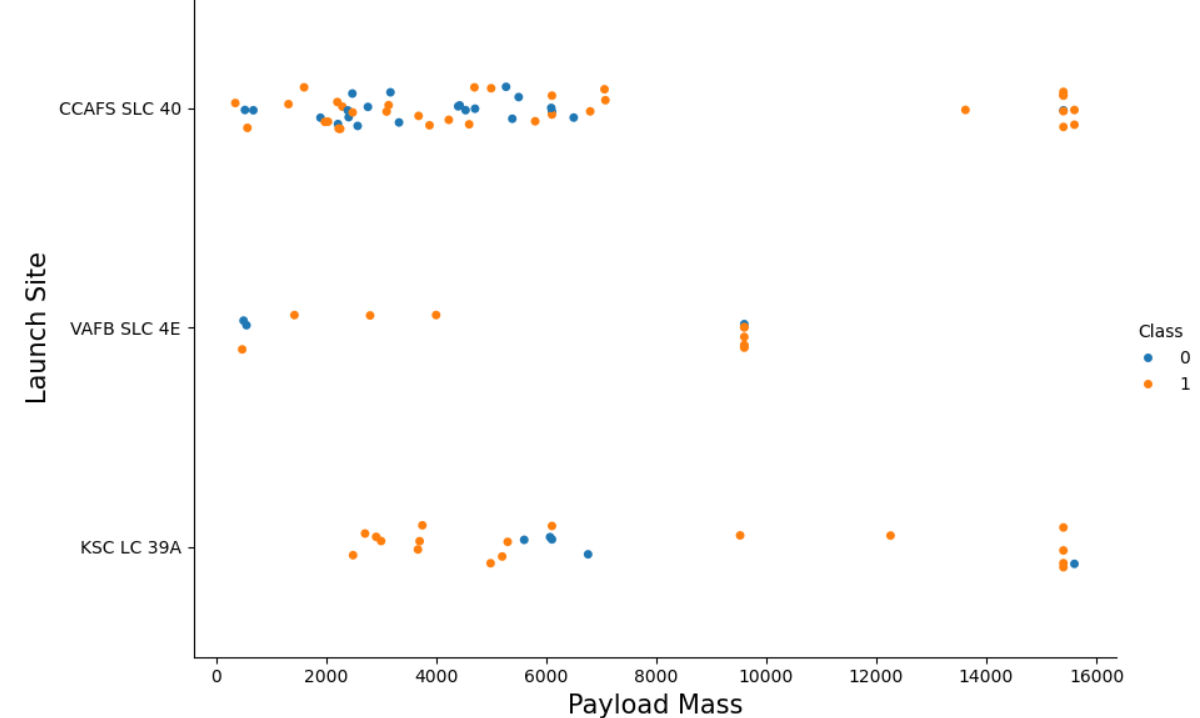 CCAFS SLC 40
VAFB SLC 4E
KSC LC 39A
Launch Site
0 2000 4000 6000 8000 10000 12000 14000 16000
Payload Mass
Class
0
1